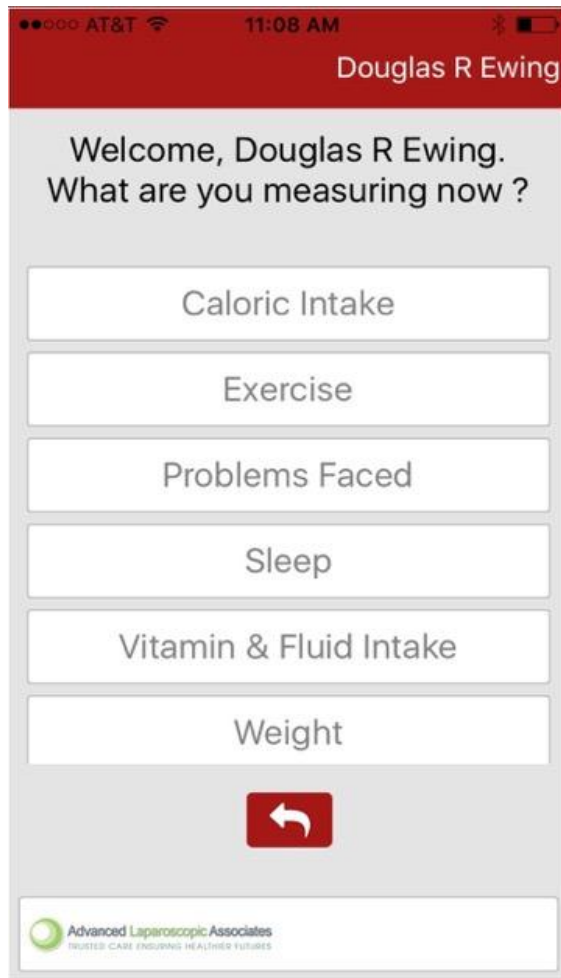 AT&T 11:08 AM
Douglas R Ewing
Welcome, Douglas R Ewing.
What are you measuring now ?
Caloric Intake
Exercise
Problems Faced
Sleep
Vitamin & Fluid Intake
Weight
Advanced Laparoscopic Associates
TRUSTED CARE ENSURING HEALTHIER FUTURES